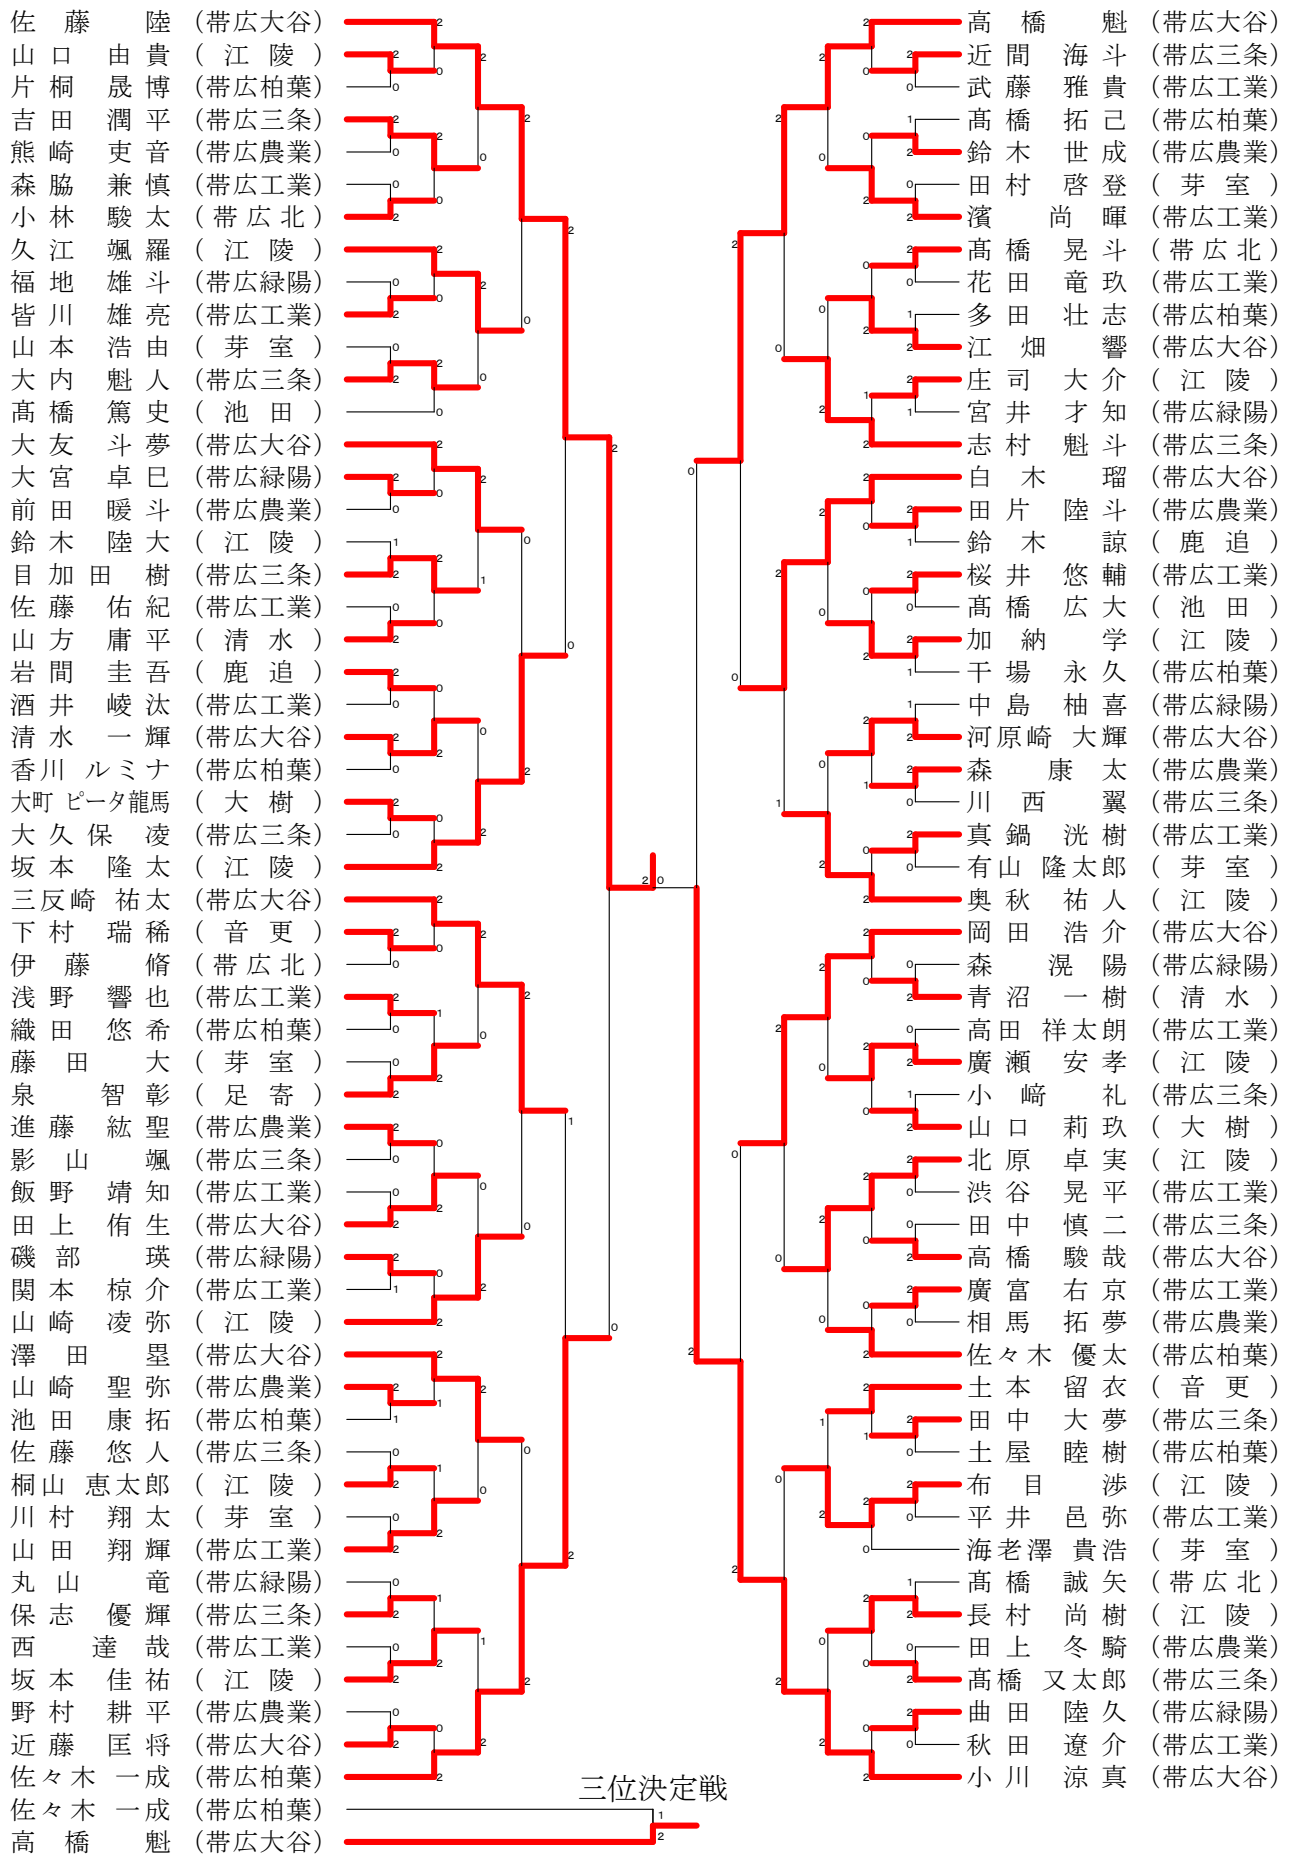 佐藤 陸 (帯広大谷)
山口 由貴 (江陵)
片桐 晟博 (帯広柏葉)
吉田 潤平 (帯広三条)
熊崎 吏音 (帯広農業)
森脇 兼慎 (帯広工業)
小林 駿太 (帯広北)
久江 颯羅 (江陵)
福地 雄斗 (帯広緑陽)
皆川 雄亮 (帯広工業)
山本 浩由 (芽室)
大内 魁人 (帯広三条)
髙橋 篤史 (池田)
大友 斗夢 (帯広大谷)
大宮 卓巳 (帯広緑陽)
前田 暖斗 (帯広農業)
鈴木 陸大 (江陵)
目加田 樹 (帯広三条)
佐藤 佑紀 (帯広工業)
山方 庸平 (清水)
岩間 圭吾 (鹿追)
酒井 崚汰 (帯広工業)
清水 一輝 (帯広大谷)
香川 ルミナ (帯広柏葉)
大町 ピータ龍馬 (大樹)
大久保 凌 (帯広三条)
坂本 隆太 (江陵)
三反崎 祐太 (帯広大谷)
下村 瑞稀 (音更)
伊藤 脩 (帯広北)
浅野 響也 (帯広工業)
織田 悠希 (帯広柏葉)
藤田 大 (芽室)
泉 智彰 (足寄)
進藤 紘聖 (帯広農業)
影山 颯 (帯広三条)
飯野 靖知 (帯広工業)
田上 侑生 (帯広大谷)
磯部 瑛 (帯広緑陽)
関本 椋介 (帯広工業)
山崎 凌弥 (江陵)
澤田 塁 (帯広大谷)
山崎 聖弥 (帯広農業)
池田 康拓 (帯広柏葉)
佐藤 悠人 (帯広三条)
桐山 恵太郎 (江陵)
川村 翔太 (芽室)
山田 翔輝 (帯広工業)
丸山 竜 (帯広緑陽)
保志 優輝 (帯広三条)
西 達哉 (帯広工業)
坂本 佳祐 (江陵)
野村 耕平 (帯広農業)
近藤 匡将 (帯広大谷)
佐々木 一成 (帯広柏葉)
高橋 魁 (帯広大谷)
近間 海斗 (帯広三条)
武藤 雅貴 (帯広工業)
髙橋 拓己 (帯広柏葉)
鈴木 世成 (帯広農業)
田村 啓登 (芽室)
濱 尚暉 (帯広工業)
髙橋 晃斗 (帯広北)
花田 竜玖 (帯広工業)
多田 壮志 (帯広柏葉)
江畑 響 (帯広大谷)
庄司 大介 (江陵)
宮井 才知 (帯広緑陽)
志村 魁斗 (帯広三条)
白木 瑠 (帯広大谷)
田片 陸斗 (帯広農業)
鈴木 諒 (鹿追)
桜井 悠輔 (帯広工業)
髙橋 広大 (池田)
加納 学 (江陵)
干場 永久 (帯広柏葉)
中島 柚喜 (帯広緑陽)
河原崎 大輝 (帯広大谷)
森 康太 (帯広農業)
川西 翼 (帯広三条)
真鍋 洸樹 (帯広工業)
有山 隆太郎 (芽室)
奥秋 祐人 (江陵)
岡田 浩介 (帯広大谷)
森 滉陽 (帯広緑陽)
青沼 一樹 (清水)
高田 祥太朗 (帯広工業)
廣瀬 安孝 (江陵)
小﨑 礼 (帯広三条)
山口 莉玖 (大樹)
北原 卓実 (江陵)
渋谷 晃平 (帯広工業)
田中 慎二 (帯広三条)
高橋 駿哉 (帯広大谷)
廣富 右京 (帯広工業)
相馬 拓夢 (帯広農業)
佐々木 優太 (帯広柏葉)
土本 留衣 (音更)
田中 大夢 (帯広三条)
土屋 睦樹 (帯広柏葉)
布目 渉 (江陵)
平井 邑弥 (帯広工業)
海老澤 貴浩 (芽室)
髙橋 誠矢 (帯広北)
長村 尚樹 (江陵)
田上 冬騎 (帯広農業)
髙橋 又太郎 (帯広三条)
曲田 陸久 (帯広緑陽)
秋田 遼介 (帯広工業)
小川 涼真 (帯広大谷)
三位決定戦
佐々木 一成 (帯広柏葉) 1
高橋 魁 (帯広大谷) 2